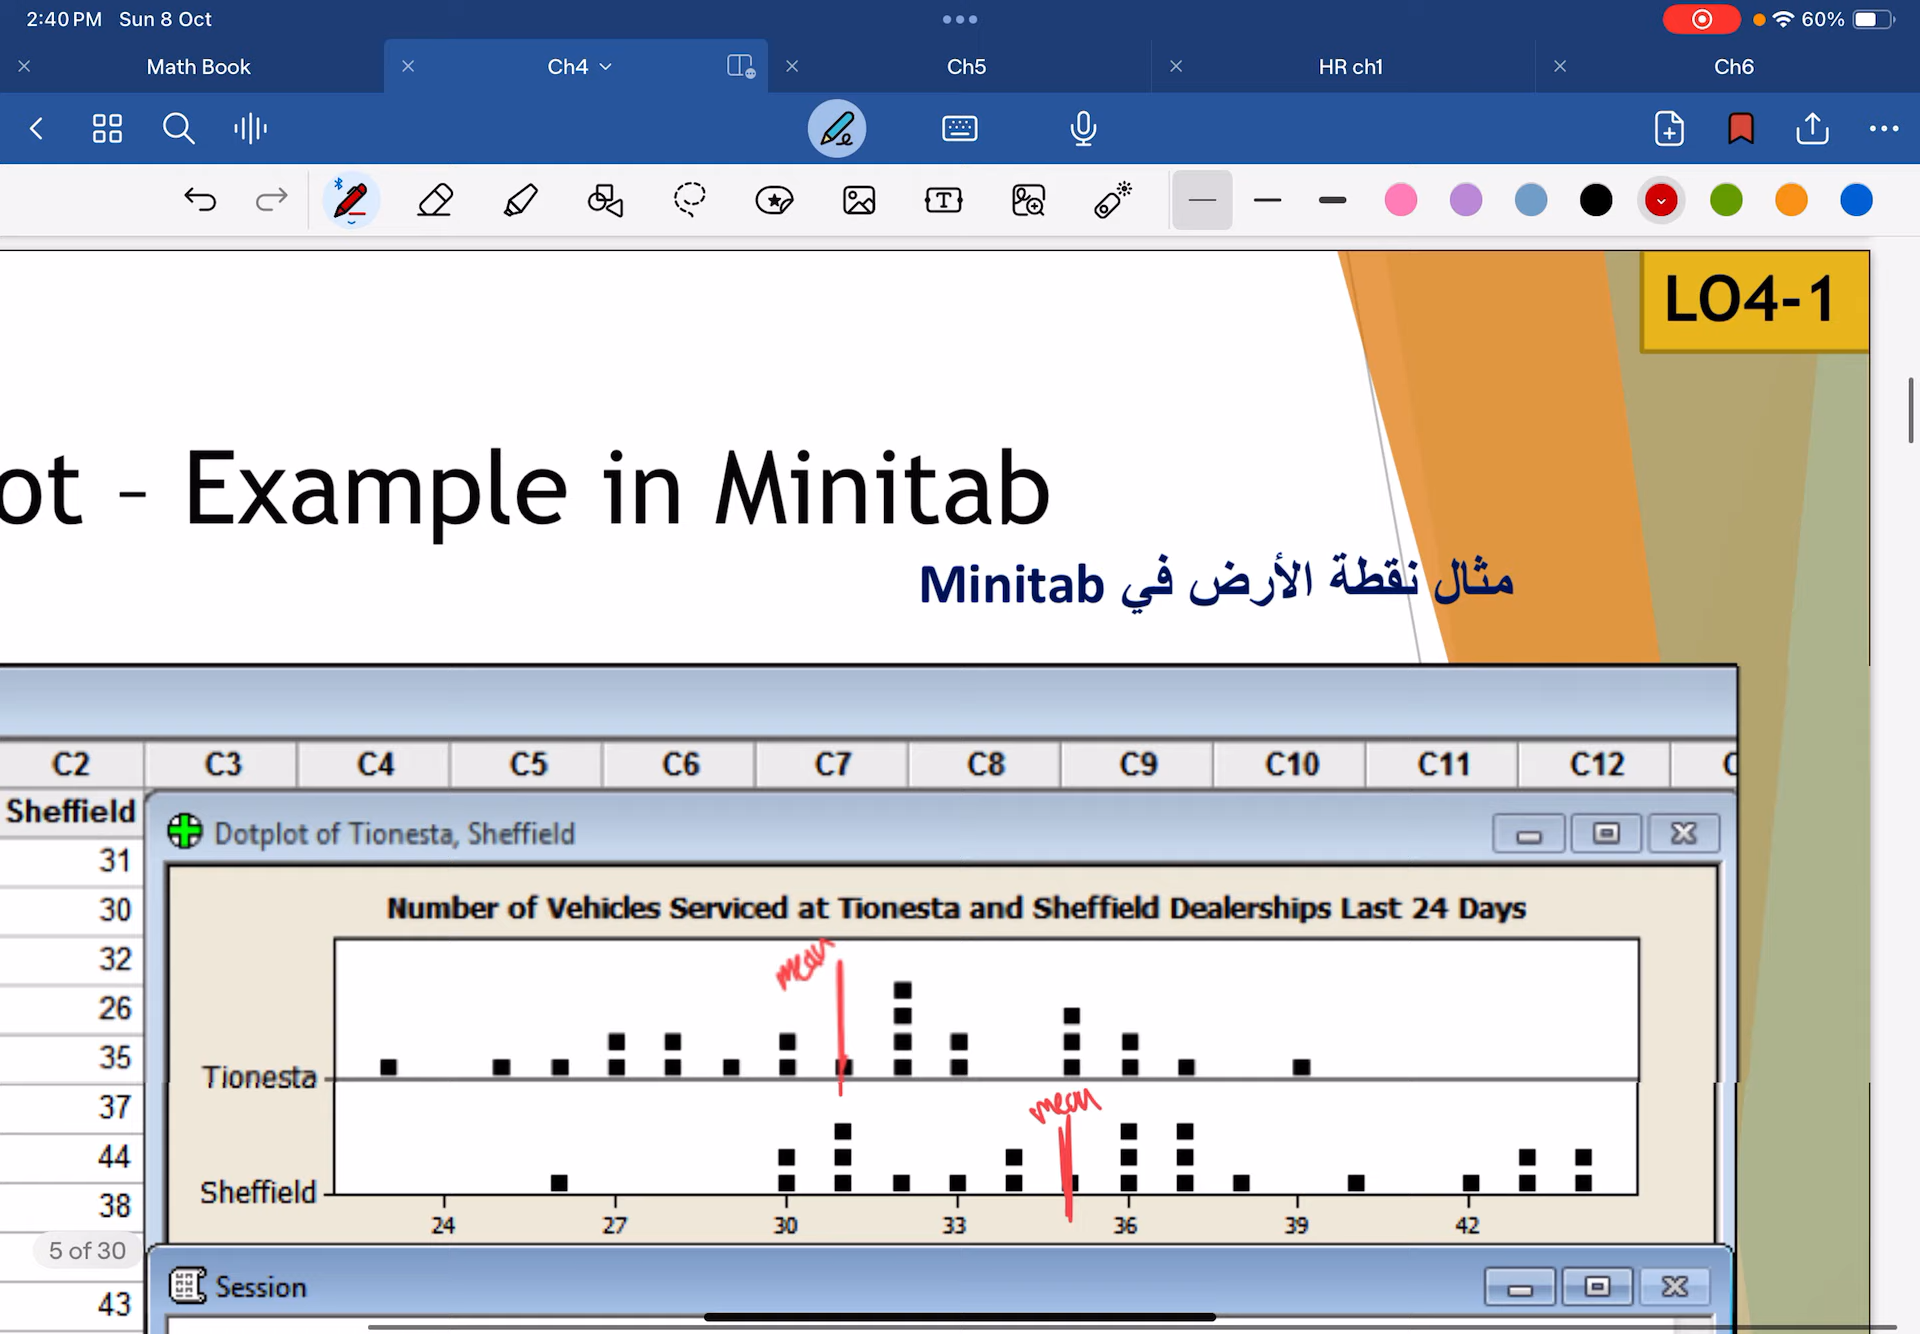 2:40 PM Sun 8 Oct
60%
Math Book
Ch4
Ch5
HR ch1
Ch6
LO4-1
ot - Example in Minitab
مثال نقطة الأرض في Minitab
C2 C3 C4 C5 C6 C7 C8 C9 C10 C11 C12 C
Sheffield
31
30
32
26
35
37
44
38
43
Dotplot of Tionesta, Sheffield
Number of Vehicles Serviced at Tionesta and Sheffield Dealerships Last 24 Days
mean
Tionesta
mean
Sheffield
24 27 30 33 36 39 42
5 of 30
Session